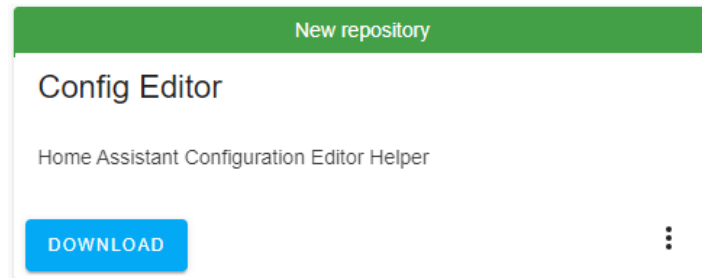 New repository
Config Editor
Home Assistant Configuration Editor Helper
DOWNLOAD